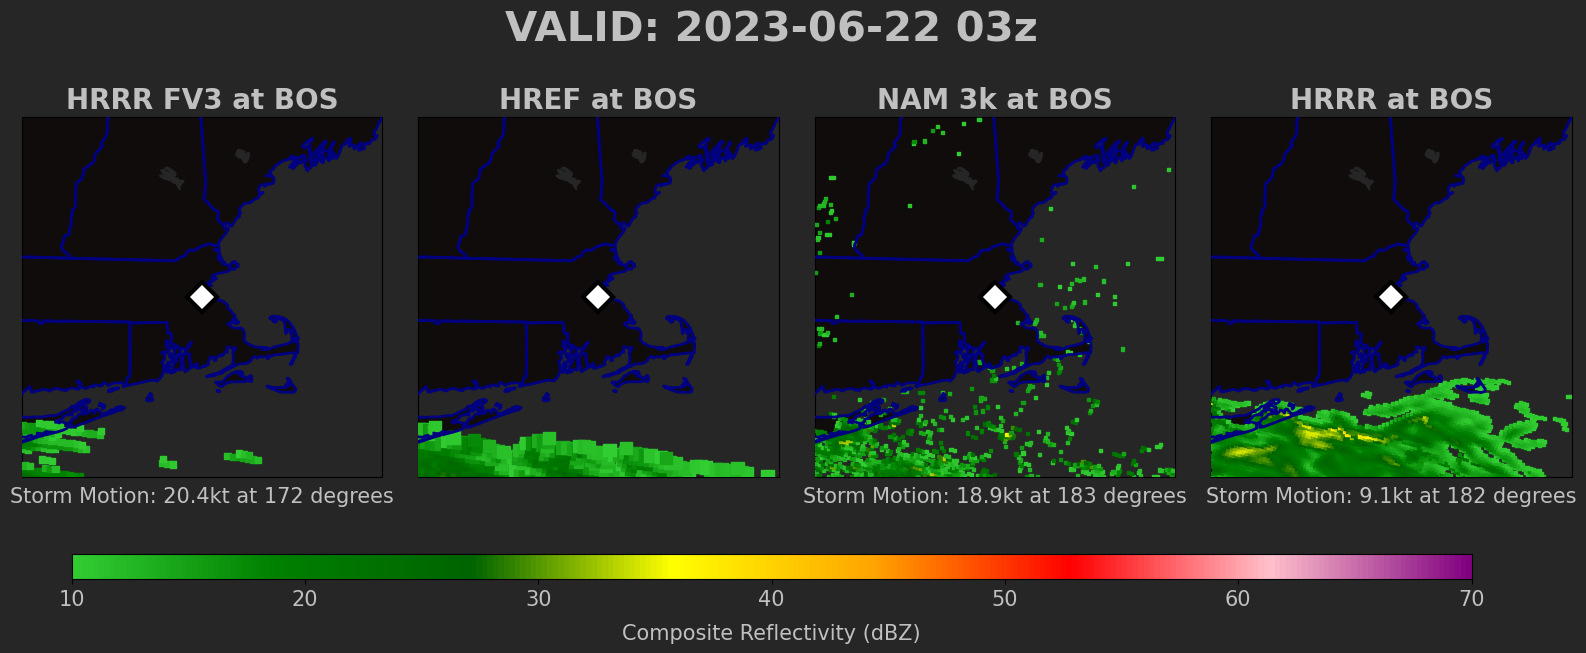 VALID: 2023-06-22 03z
HRRR FV3 at BOS
HREF at BOS
NAM 3k at BOS
HRRR at BOS
Storm Motion: 20.4kt at 172 degrees
Storm Motion: 18.9kt at 183 degrees
Storm Motion: 9.1kt at 182 degrees
10 20 30 40 50 60 70
Composite Reflectivity (dBZ)